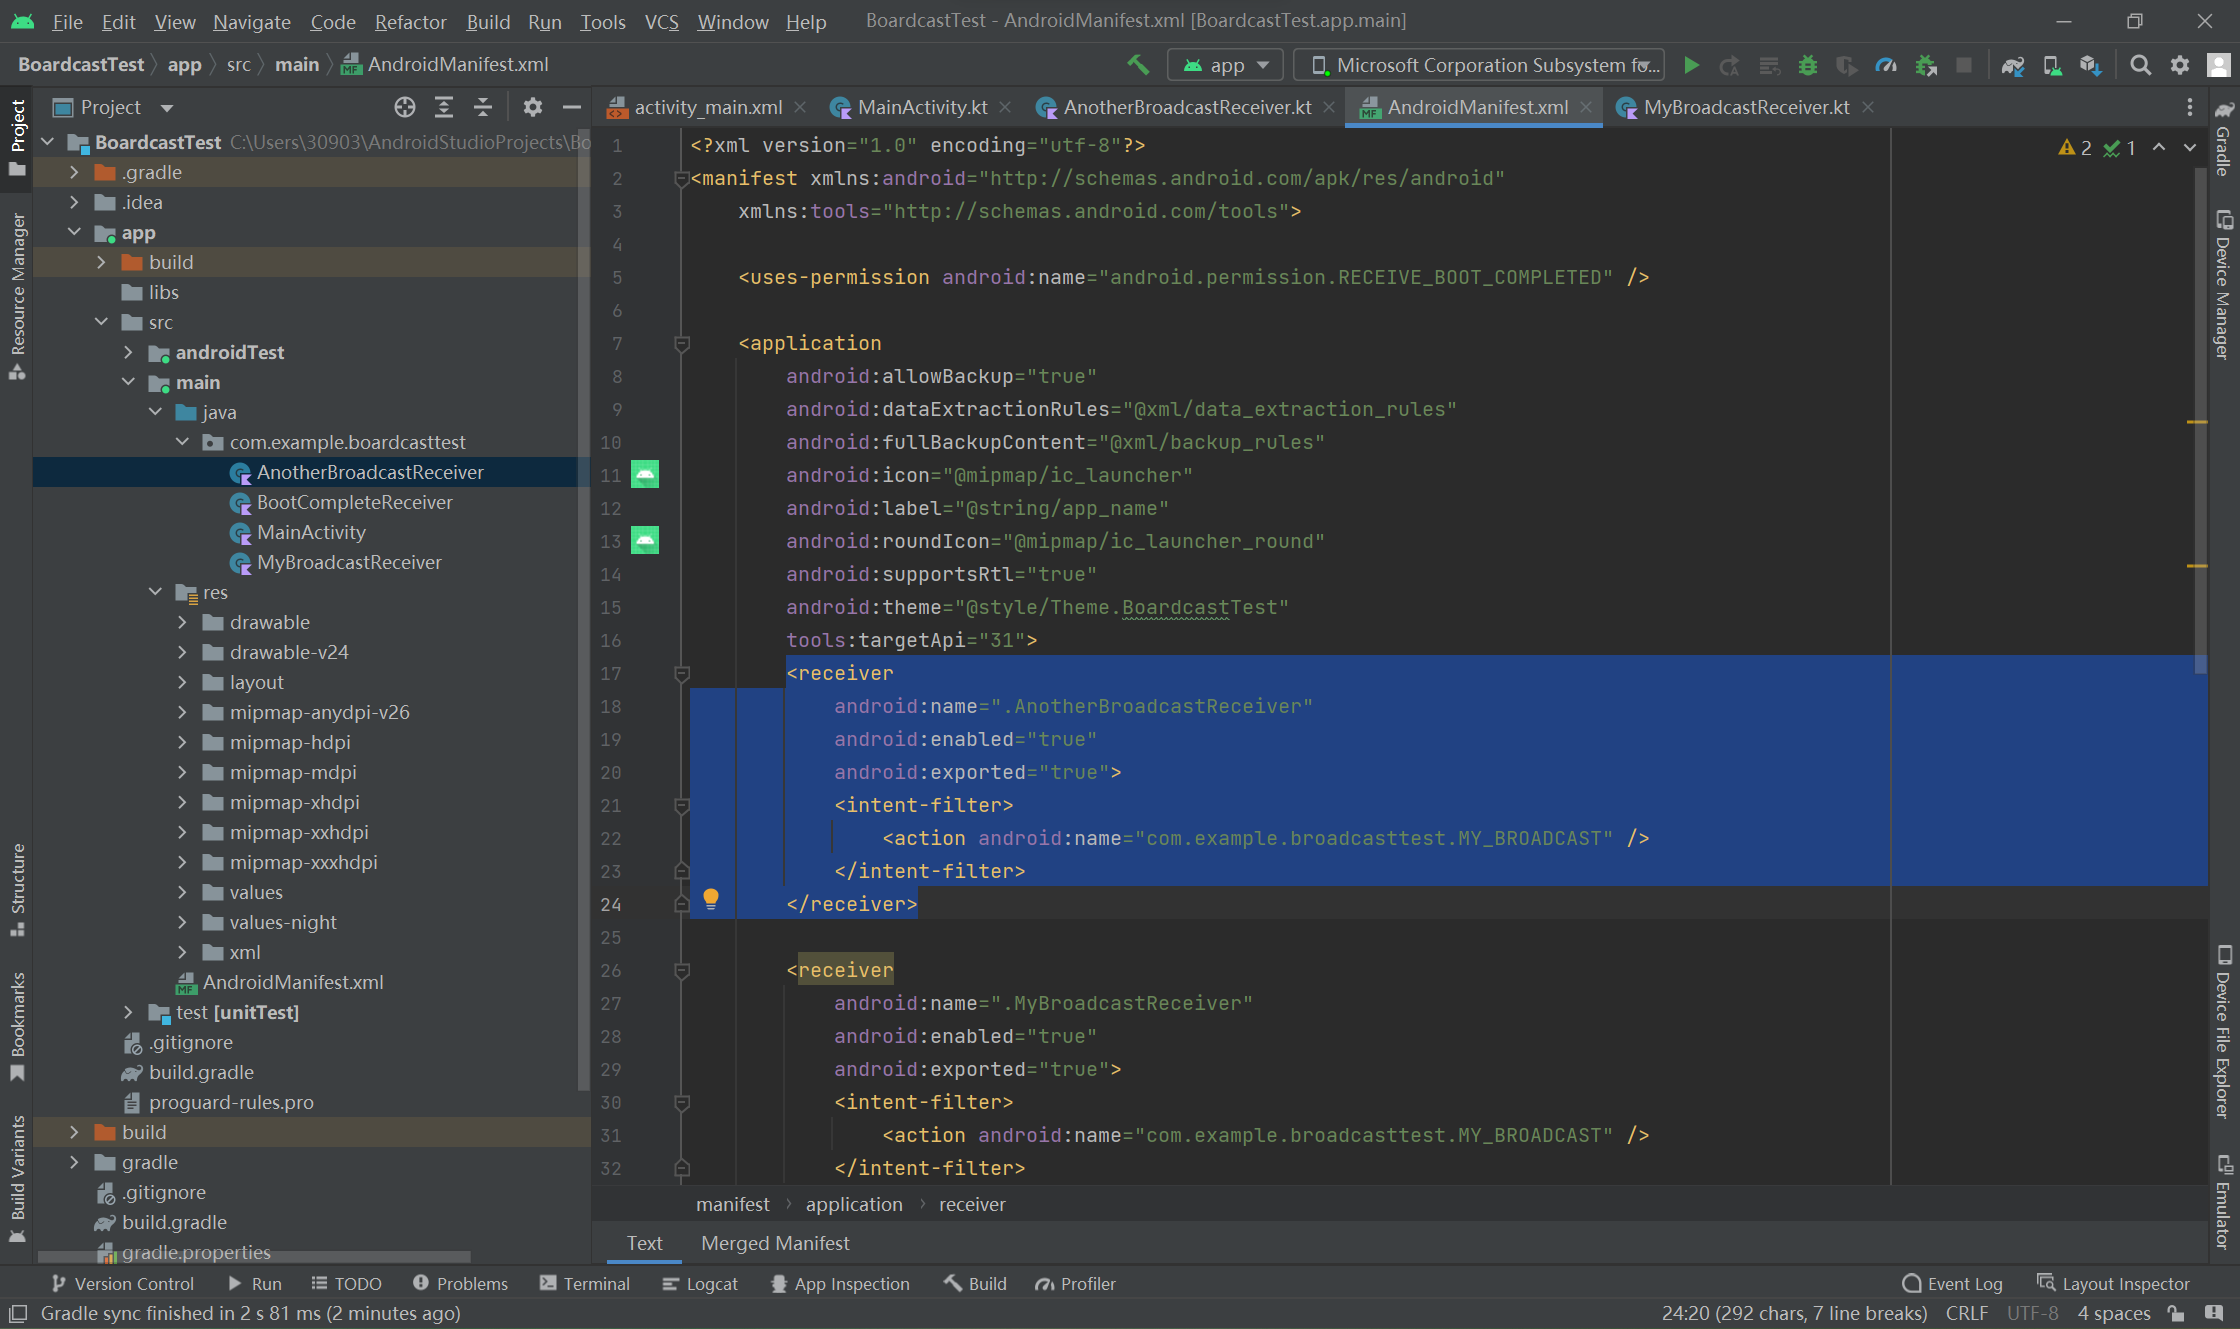 File Edit View Navigate Code Refactor Build Run Tools VCS Window Help BoardcastTest - AndroidManifest.xml [BoardcastTest.app.main]
BoardcastTest app src main AndroidManifest.xml app Microsoft Corporation Subsystem fo...
Project
activity_main.xml MainActivity.kt AnotherBroadcastReceiver.kt AndroidManifest.xml MyBroadcastReceiver.kt
Project
Resource Manager
Structure
Bookmarks
Build Variants
BoardcastTest C:\Users\30903\AndroidStudioProjects\Bo
.gradle
.idea
app
build
libs
src
androidTest
main
java
com.example.boardcasttest
AnotherBroadcastReceiver
BootCompleteReceiver
MainActivity
MyBroadcastReceiver
res
drawable
drawable-v24
layout
mipmap-anydpi-v26
mipmap-hdpi
mipmap-mdpi
mipmap-xhdpi
mipmap-xxhdpi
mipmap-xxxhdpi
values
values-night
xml
AndroidManifest.xml
test [unitTest]
.gitignore
build.gradle
proguard-rules.pro
build
gradle
.gitignore
build.gradle
gradle.properties
2 1
1 <?xml version="1.0" encoding="utf-8"?>
2 <manifest xmlns:android="http://schemas.android.com/apk/res/android"
3 xmlns:tools="http://schemas.android.com/tools">
4
5 <uses-permission android:name="android.permission.RECEIVE_BOOT_COMPLETED" />
6
7 <application
8 android:allowBackup="true"
9 android:dataExtractionRules="@xml/data_extraction_rules"
10 android:fullBackupContent="@xml/backup_rules"
11 android:icon="@mipmap/ic_launcher"
12 android:label="@string/app_name"
13 android:roundIcon="@mipmap/ic_launcher_round"
14 android:supportsRtl="true"
15 android:theme="@style/Theme.BoardcastTest"
16 tools:targetApi="31">
17 <receiver
18 android:name=".AnotherBroadcastReceiver"
19 android:enabled="true"
20 android:exported="true">
21 <intent-filter>
22 <action android:name="com.example.broadcasttest.MY_BROADCAST" />
23 </intent-filter>
24 </receiver>
25
26 <receiver
27 android:name=".MyBroadcastReceiver"
28 android:enabled="true"
29 android:exported="true">
30 <intent-filter>
31 <action android:name="com.example.broadcasttest.MY_BROADCAST" />
32 </intent-filter>
manifest application receiver
Text Merged Manifest
Gradle
Device Manager
Device File Explorer
Emulator
Version Control Run TODO Problems Terminal Logcat App Inspection Build Profiler Event Log Layout Inspector
Gradle sync finished in 2 s 81 ms (2 minutes ago) 24:20 (292 chars, 7 line breaks) CRLF UTF-8 4 spaces